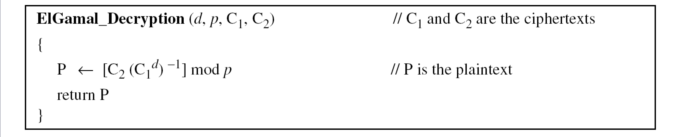 ElGamal_Decryption (d, p, C₁, C₂) // C₁ and C₂ are the ciphertexts
{
P ← [C₂ (C₁ᵈ) ⁻¹] mod p // P is the plaintext
return P
}